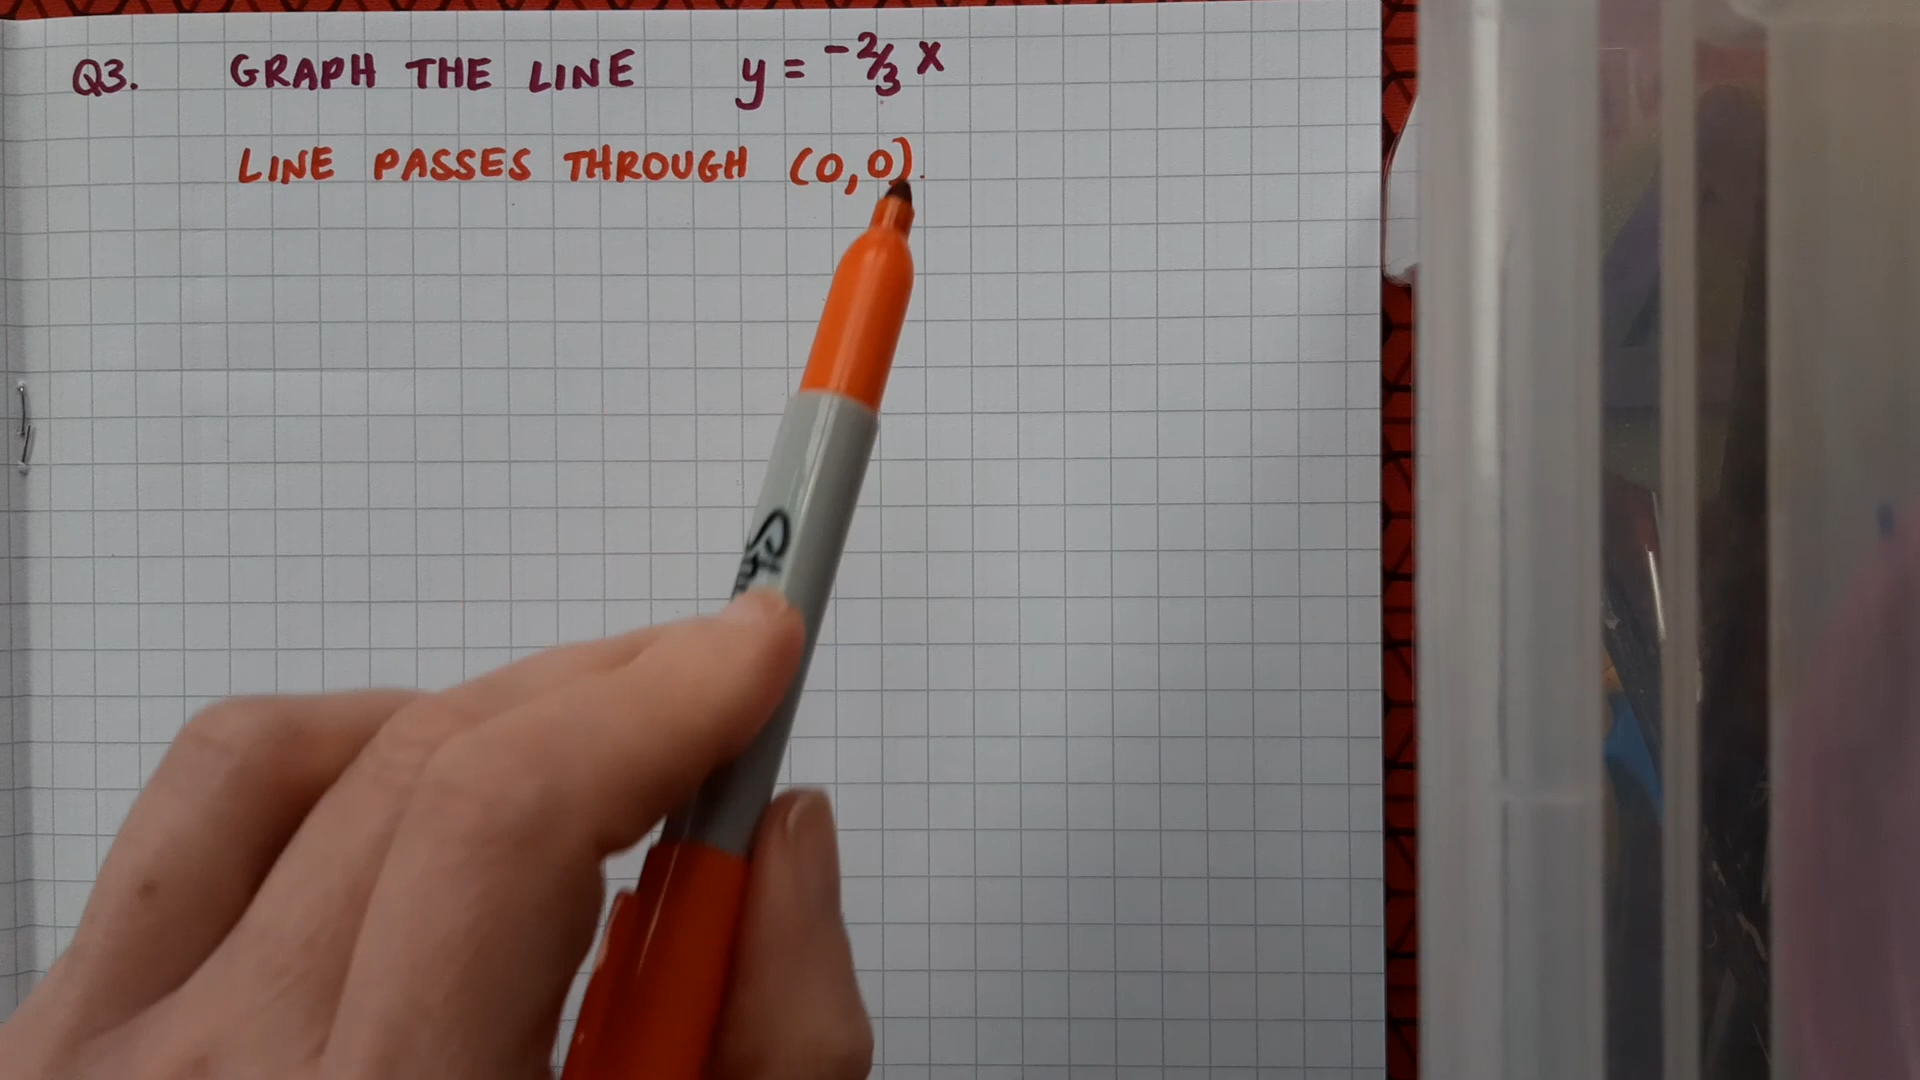 Q3. GRAPH THE LINE y = -2/3 x
LINE PASSES THROUGH (0,0).